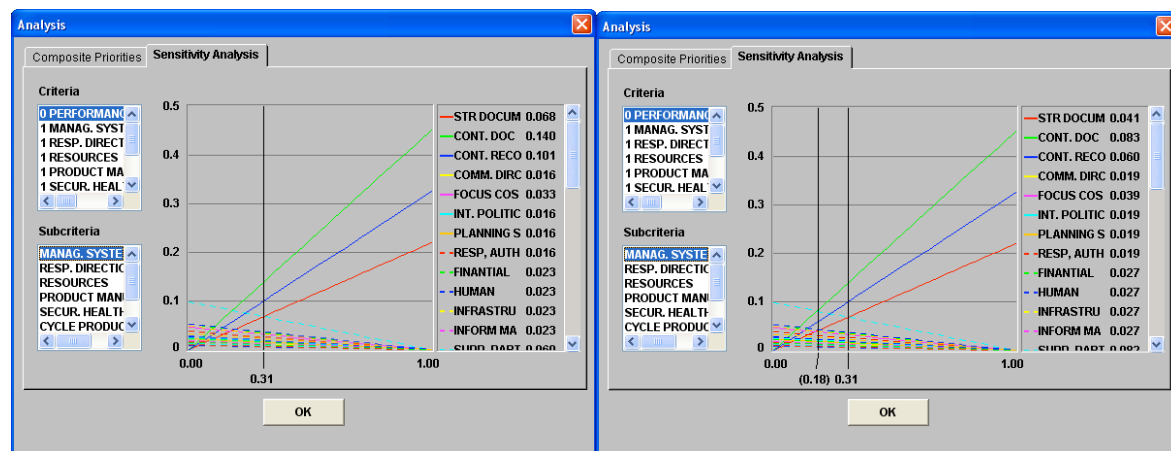 Analysis
Composite Priorities
Sensitivity Analysis
Criteria
0 PERFORMANC
1 MANAG. SYST
1 RESP. DIRECT
1 RESOURCES
1 PRODUCT MA
1 SECUR. HEAL
Subcriteria
MANAG. SYSTE
RESP. DIRECTIC
RESOURCES
PRODUCT MANU
SECUR. HEALTH
CYCLE PRODUC
0.5
0.4
0.3
0.2
0.1
0
0.00
1.00
0.31
STR DOCUM 0.068
CONT. DOC 0.140
CONT. RECO 0.101
COMM. DIRC 0.016
FOCUS COS 0.033
INT. POLITIC 0.016
PLANNING S 0.016
RESP, AUTH 0.016
FINANTIAL 0.023
HUMAN 0.023
INFRASTRU 0.023
INFORM MA 0.023
OK
Analysis
Composite Priorities
Sensitivity Analysis
Criteria
0 PERFORMANC
1 MANAG. SYST
1 RESP. DIRECT
1 RESOURCES
1 PRODUCT MA
1 SECUR. HEAL
Subcriteria
MANAG. SYSTE
RESP. DIRECTIC
RESOURCES
PRODUCT MANU
SECUR. HEALTH
CYCLE PRODUC
0.5
0.4
0.3
0.2
0.1
0
0.00
1.00
(0.18) 0.31
STR DOCUM 0.041
CONT. DOC 0.083
CONT. RECO 0.060
COMM. DIRC 0.019
FOCUS COS 0.039
INT. POLITIC 0.019
PLANNING S 0.019
RESP, AUTH 0.019
FINANTIAL 0.027
HUMAN 0.027
INFRASTRU 0.027
INFORM MA 0.027
OK